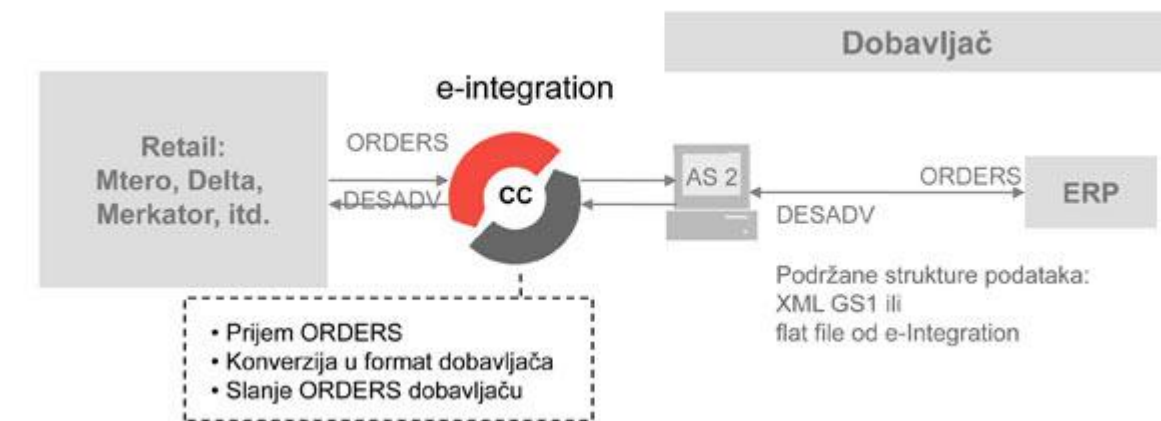 Dobavljač
e-integration
Retail:
Mtero, Delta,
Merkator, itd.
ORDERS
DESADV
CC
AS 2
ORDERS
DESADV
ERP
Podržane strukture podataka:
XML GS1 ili
flat file od e-Integration
• Prijem ORDERS
• Konverzija u format dobavljača
• Slanje ORDERS dobavljaču